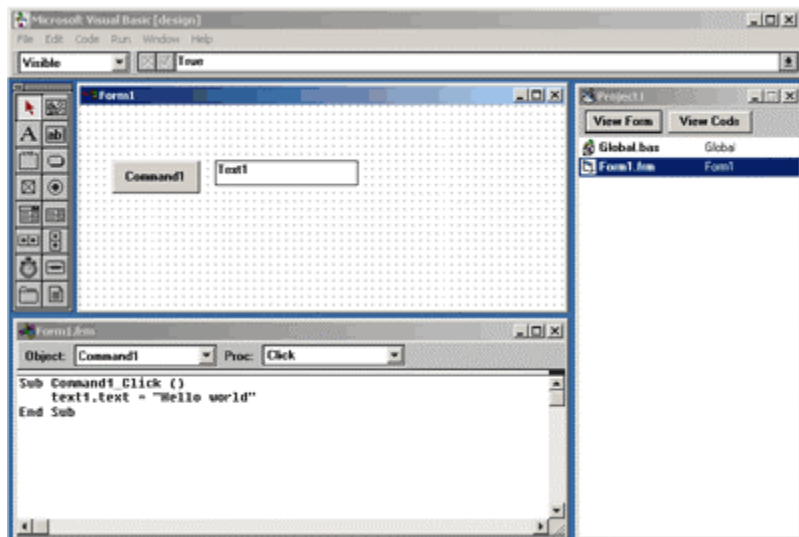 Microsoft Visual Basic [design]
File Edit Code Run Window Help
Visible True
Form1
A ab
Command1 Text1
Project1
View Form View Code
Global.bas Global
Form1.frm Form1
Form1.frm
Object: Command1 Proc: Click
Sub Command1_Click ()
text1.text = "Hello world"
End Sub